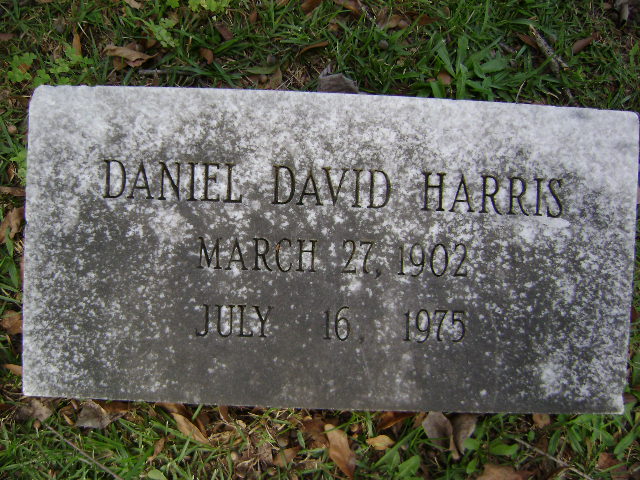 DANIEL DAVID HARRIS
MARCH 27, 1902
JULY 16, 1975